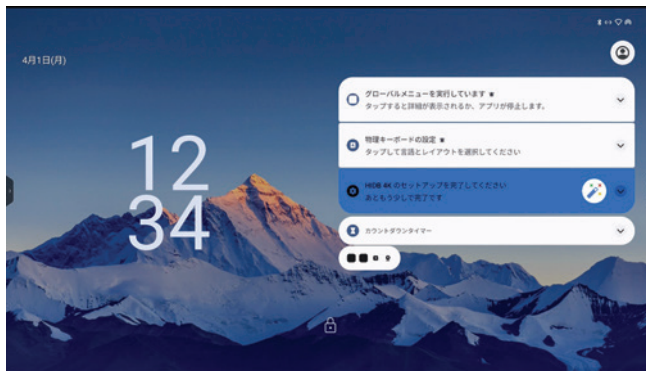 4月1日(月)
12
34
グローバルメニューを実行しています
タップすると詳細が表示されるか、アプリが停止します。
物理キーボードの設定
タップして言語とレイアウトを選択してください
HiDB 4K のセットアップを完了してください
あともう少しで完了です
カウントダウンタイマー